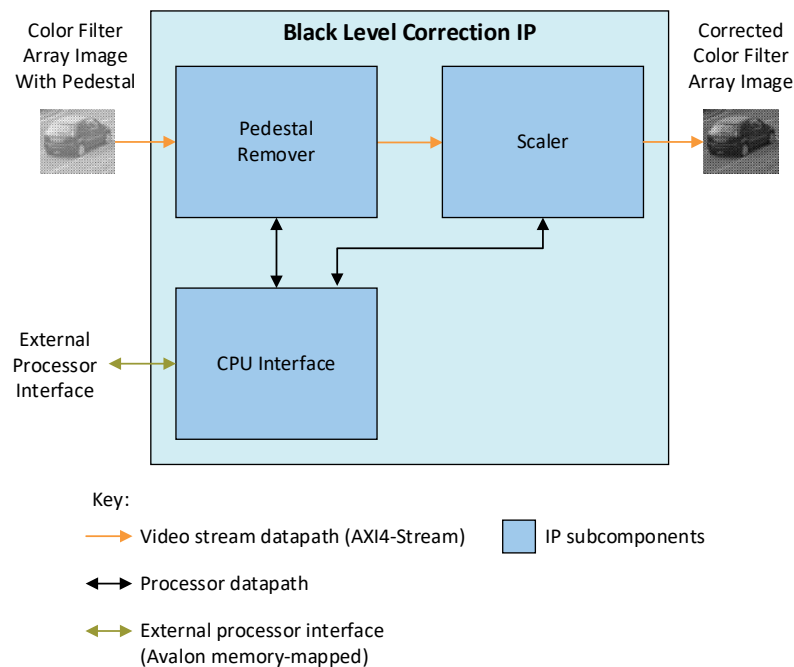 Color Filter
Array Image
With Pedestal
Black Level Correction IP
Corrected
Color Filter
Array Image
Pedestal
Remover
Scaler
External
Processor
Interface
CPU Interface
Key:
Video stream datapath (AXI4-Stream)
IP subcomponents
Processor datapath
External processor interface
(Avalon memory-mapped)